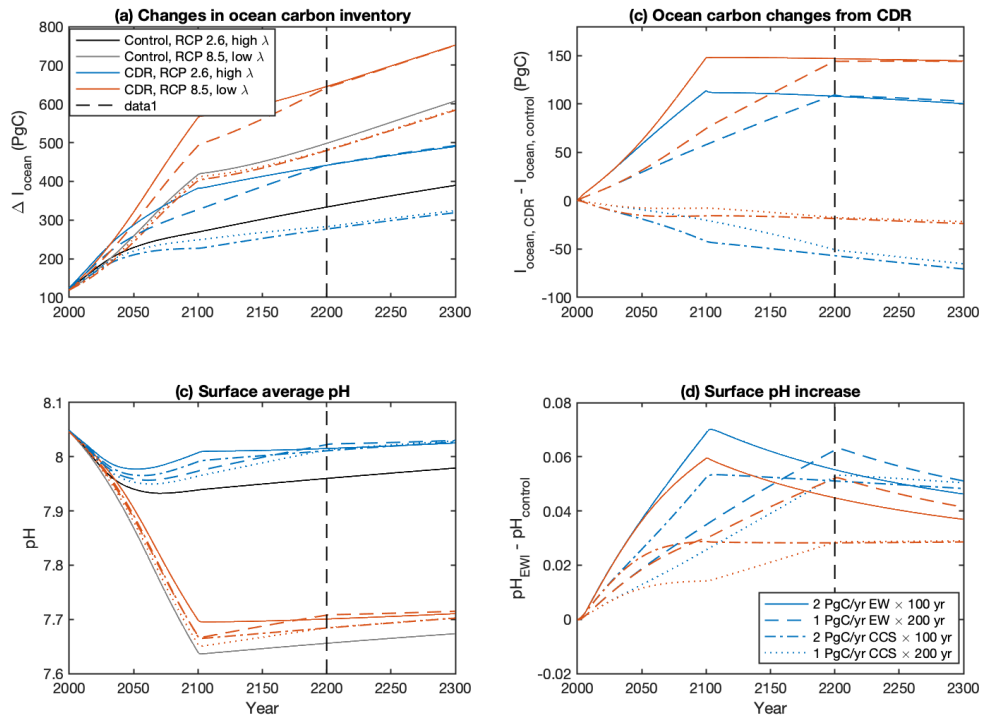 (a) Changes in ocean carbon inventory
800
700
600
500
400
300
200
100
Δ I_ocean (PgC)
Control, RCP 2.6, high λ
Control, RCP 8.5, low λ
CDR, RCP 2.6, high λ
CDR, RCP 8.5, low λ
data1
2000 2050 2100 2150 2200 2250 2300
(c) Ocean carbon changes from CDR
150
100
50
0
-50
-100
I_ocean, CDR - I_ocean, control (PgC)
2000 2050 2100 2150 2200 2250 2300
(c) Surface average pH
8.1
8
7.9
7.8
7.7
7.6
pH
2000 2050 2100 2150 2200 2250 2300
Year
(d) Surface pH increase
0.08
0.06
0.04
0.02
0
-0.02
pH_EWI - pH_control
2 PgC/yr EW × 100 yr
1 PgC/yr EW × 200 yr
2 PgC/yr CCS × 100 yr
1 PgC/yr CCS × 200 yr
2000 2050 2100 2150 2200 2250 2300
Year